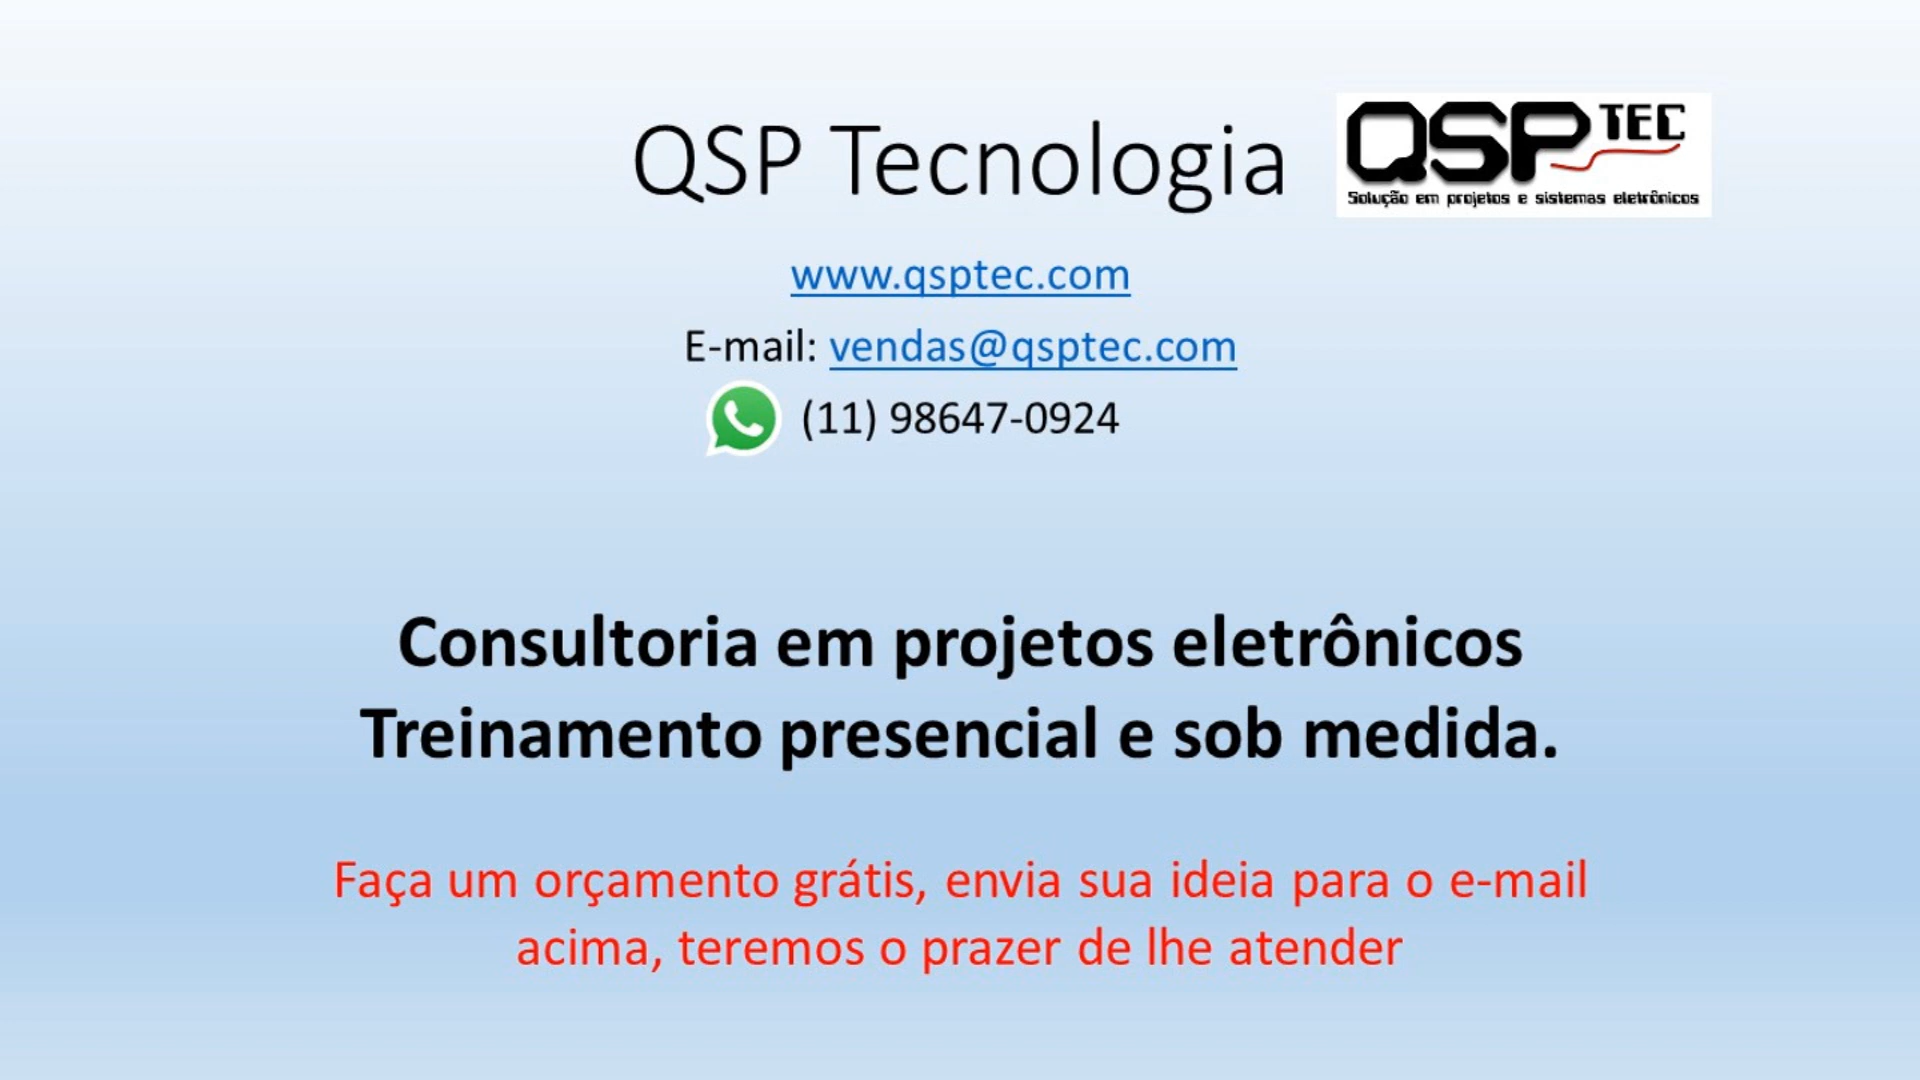 QSP Tecnologia
QSP TEC
Solução em projetos e sistemas eletrônicos
www.qsptec.com
E-mail: vendas@qsptec.com
(11) 98647-0924
Consultoria em projetos eletrônicos
Treinamento presencial e sob medida.
Faça um orçamento grátis, envia sua ideia para o e-mail
acima, teremos o prazer de lhe atender